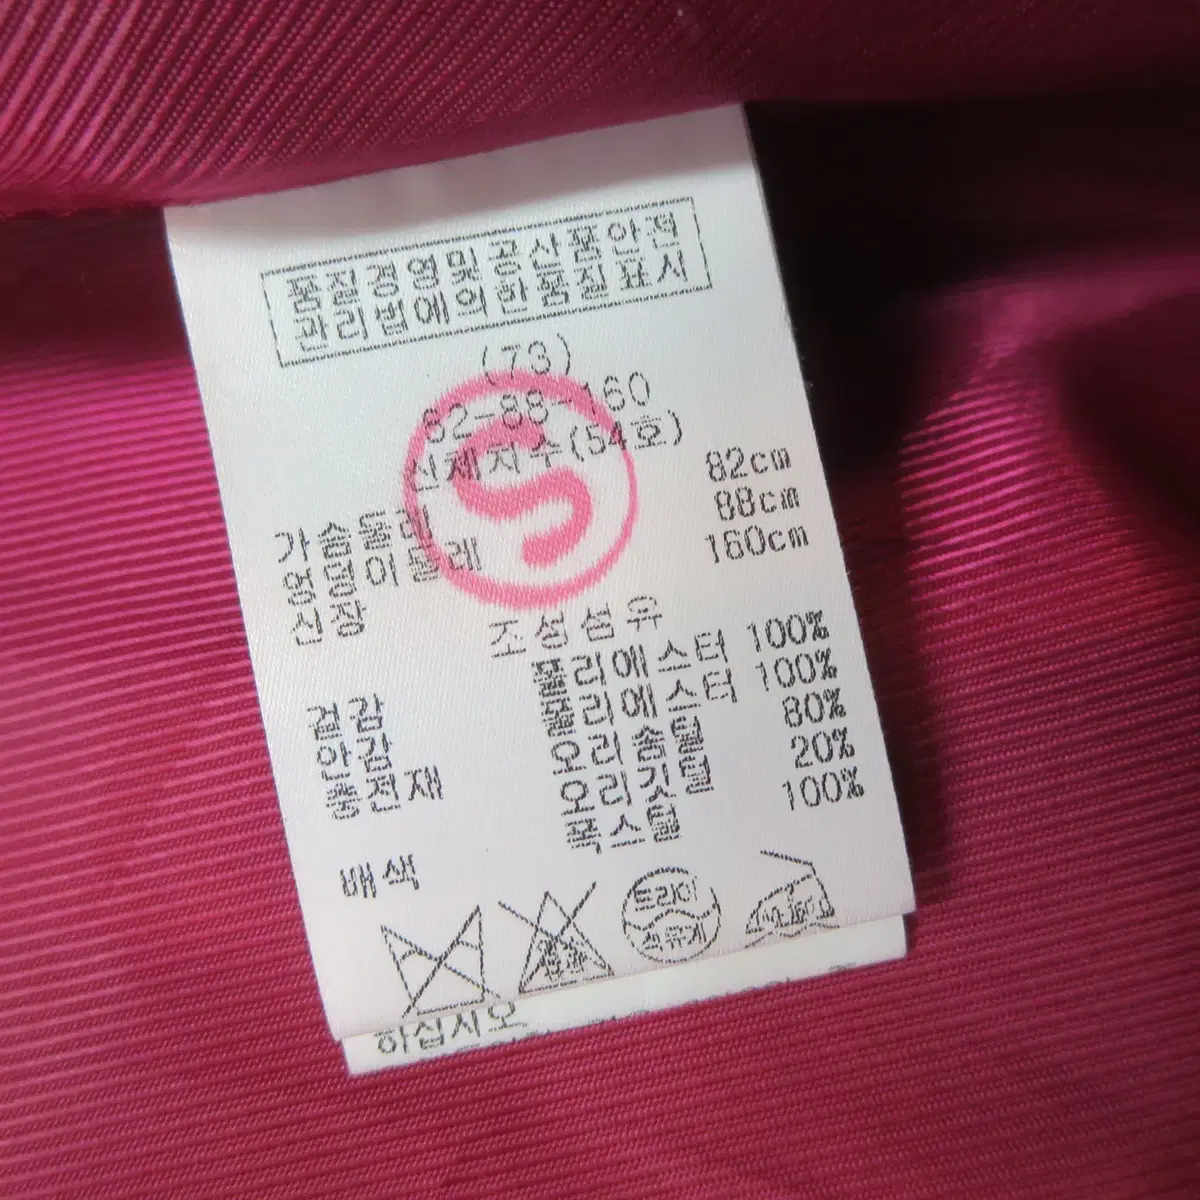 품질경영및공산품안전
관리법에의한품질표시
(73)
82-88-160
신체치수(54호)
가슴둘레 82cm
엉덩이둘레 88cm
신장 160cm
조성섬유
겉감 폴리에스터 100%
안감 폴리에스터 100%
충전재 오리솜털 80%
오리깃털 20%
배색 폭스털 100%
드라이
석유계
하십시오